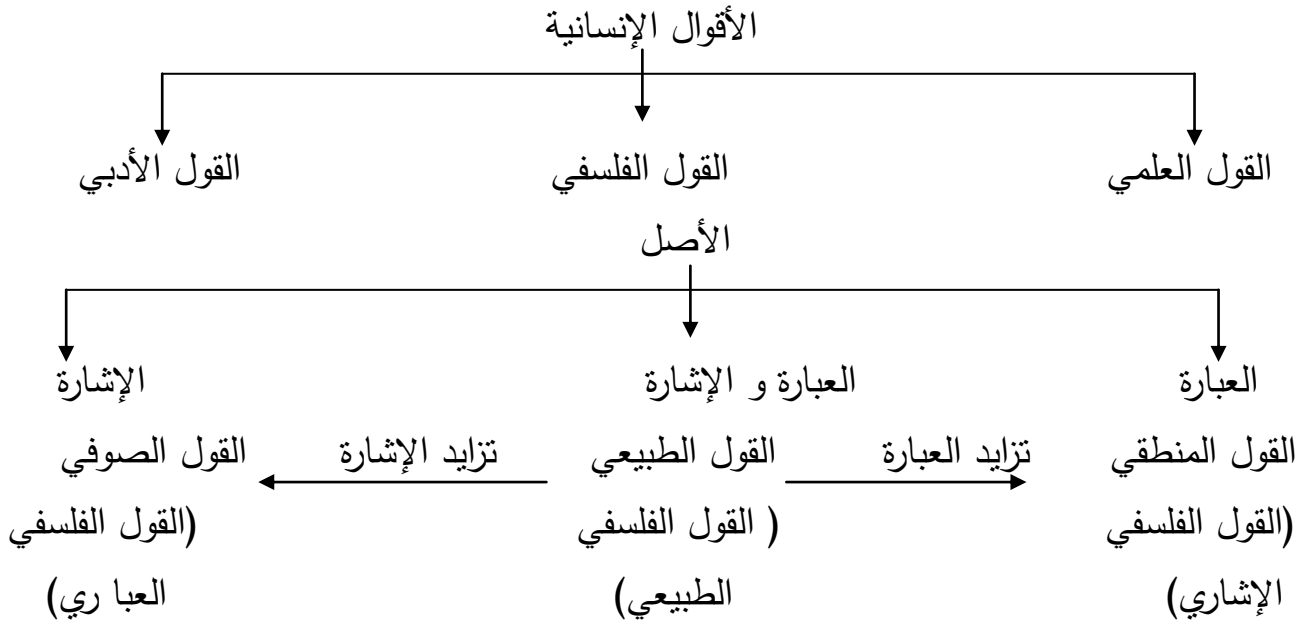 الأقوال الإنسانية
القول العلمي القول الفلسفي القول الأدبي
الأصل
العبارة العبارة و الإشارة الإشارة
القول المنطقي تزايد العبارة القول الطبيعي تزايد الإشارة القول الصوفي
(القول الفلسفي ( القول الفلسفي (القول الفلسفي
الإشاري) الطبيعي) العبا ري)